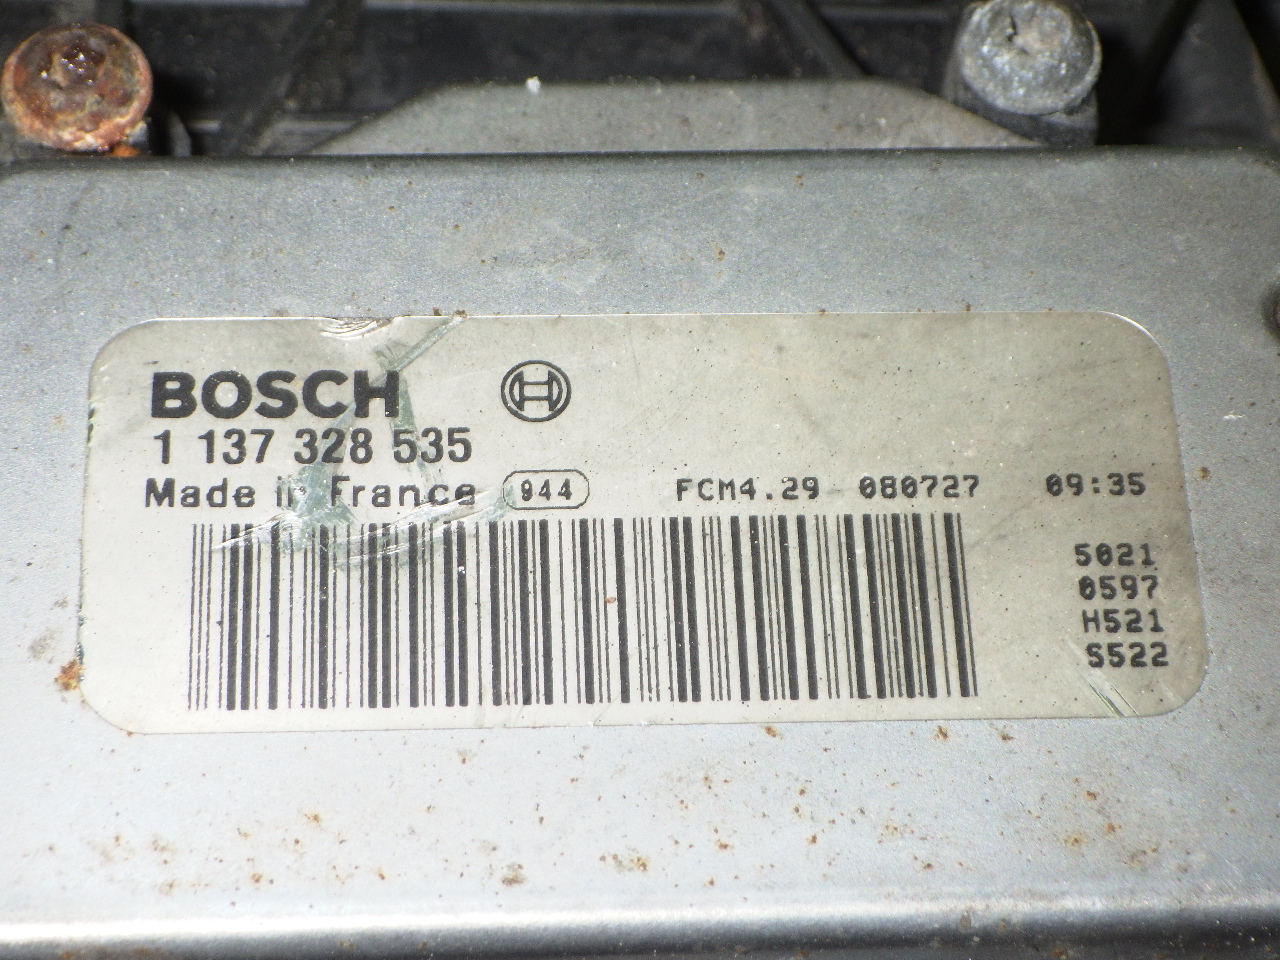 BOSCH
1 137 328 535
Made in France 944 FCM4.29 080727 09:35
5021
0597
H521
S522